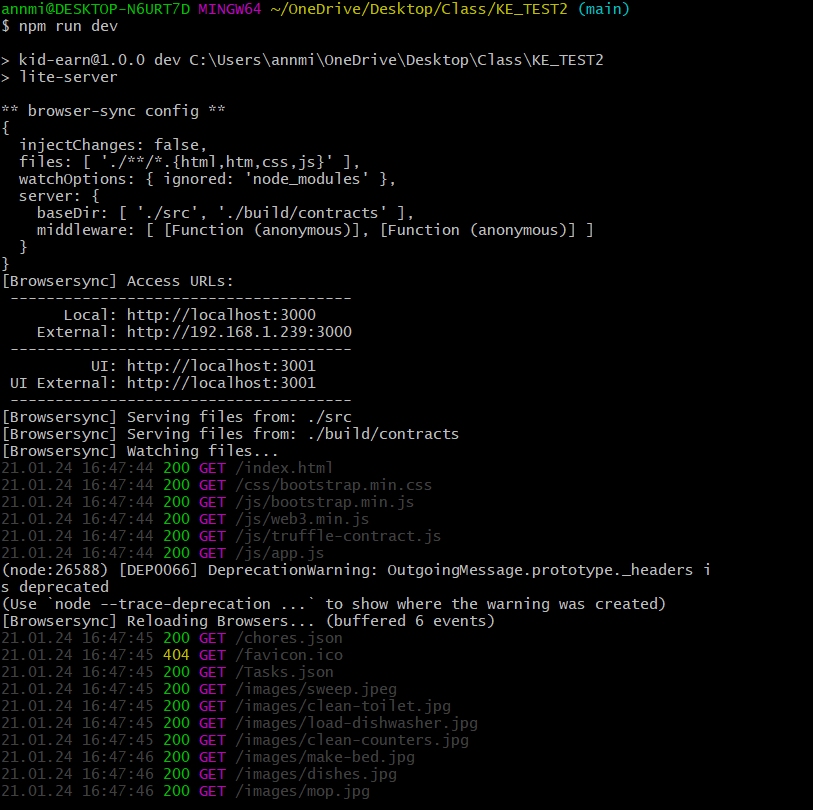 annmi@DESKTOP-N6URT7D MINGW64 ~/OneDrive/Desktop/Class/KE_TEST2 (main)
$ npm run dev
> kid-earn@1.0.0 dev C:\Users\annmi\OneDrive\Desktop\Class\KE_TEST2
> lite-server
** browser-sync config **
{
  injectChanges: false,
  files: [ './**/*.{html,htm,css,js}' ],
  watchOptions: { ignored: 'node_modules' },
  server: {
    baseDir: [ './src', './build/contracts' ],
    middleware: [ [Function (anonymous)], [Function (anonymous)] ]
  }
}
[Browsersync] Access URLs:
 --------------------------------------
       Local: http://localhost:3000
    External: http://192.168.1.239:3000
 --------------------------------------
          UI: http://localhost:3001
 UI External: http://localhost:3001
 --------------------------------------
[Browsersync] Serving files from: ./src
[Browsersync] Serving files from: ./build/contracts
[Browsersync] Watching files...
21.01.24 16:47:44 200 GET /index.html
21.01.24 16:47:44 200 GET /css/bootstrap.min.css
21.01.24 16:47:44 200 GET /js/bootstrap.min.js
21.01.24 16:47:44 200 GET /js/web3.min.js
21.01.24 16:47:44 200 GET /js/truffle-contract.js
21.01.24 16:47:44 200 GET /js/app.js
(node:26588) [DEP0066] DeprecationWarning: OutgoingMessage.prototype._headers i
s deprecated
(Use `node --trace-deprecation ...` to show where the warning was created)
[Browsersync] Reloading Browsers... (buffered 6 events)
21.01.24 16:47:45 200 GET /chores.json
21.01.24 16:47:45 404 GET /favicon.ico
21.01.24 16:47:45 200 GET /Tasks.json
21.01.24 16:47:45 200 GET /images/sweep.jpeg
21.01.24 16:47:45 200 GET /images/clean-toilet.jpg
21.01.24 16:47:45 200 GET /images/load-dishwasher.jpg
21.01.24 16:47:45 200 GET /images/clean-counters.jpg
21.01.24 16:47:46 200 GET /images/make-bed.jpg
21.01.24 16:47:46 200 GET /images/dishes.jpg
21.01.24 16:47:46 200 GET /images/mop.jpg